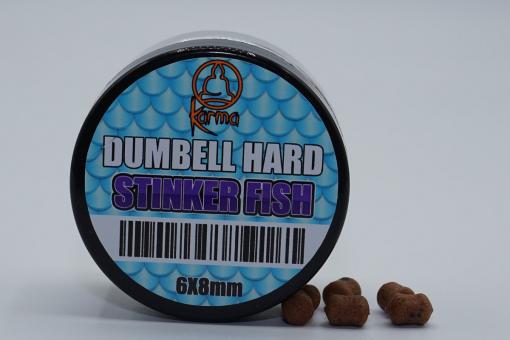 Karma
DUMBELL HARD
STINKER FISH
6X8mm